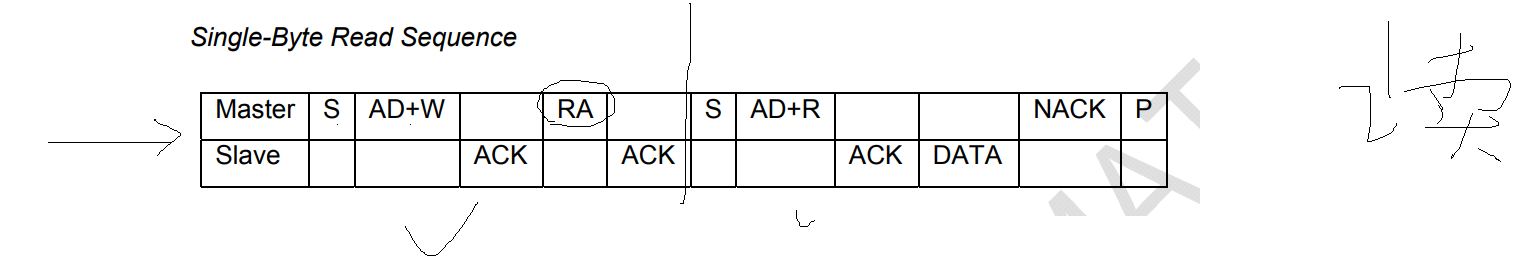 Single-Byte Read Sequence
Master S AD+W RA S AD+R NACK P
Slave ACK ACK ACK DATA
读